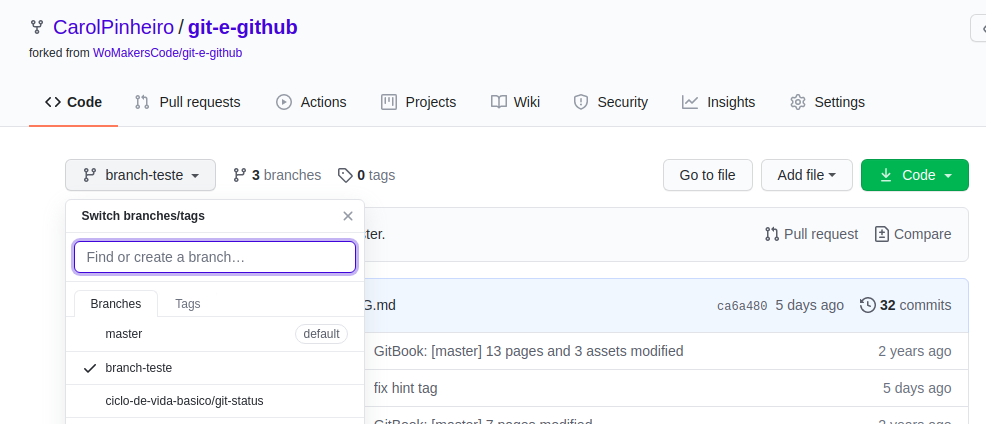 CarolPinheiro / git-e-github
forked from WoMakersCode/git-e-github
Code Pull requests Actions Projects Wiki Security Insights Settings
branch-teste 3 branches 0 tags Go to file Add file Code
Switch branches/tags
ter. Pull request Compare
Find or create a branch…
Branches Tags
G.md ca6a480 5 days ago 32 commits
master default
GitBook: [master] 13 pages and 3 assets modified 2 years ago
branch-teste
fix hint tag 5 days ago
ciclo-de-vida-basico/git-status
GitBook: [master] 7 pages modified 2 years ago